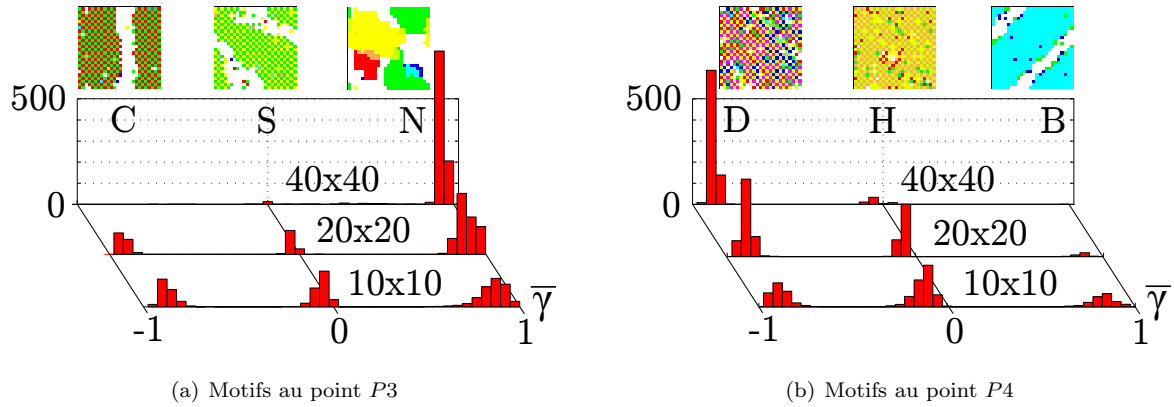 500
C S N
40x40
0
20x20
10x10
γ̄
-1 0 1
(a) Motifs au point P3
500
D H B
40x40
0
20x20
10x10
γ̄
-1 0 1
(b) Motifs au point P4